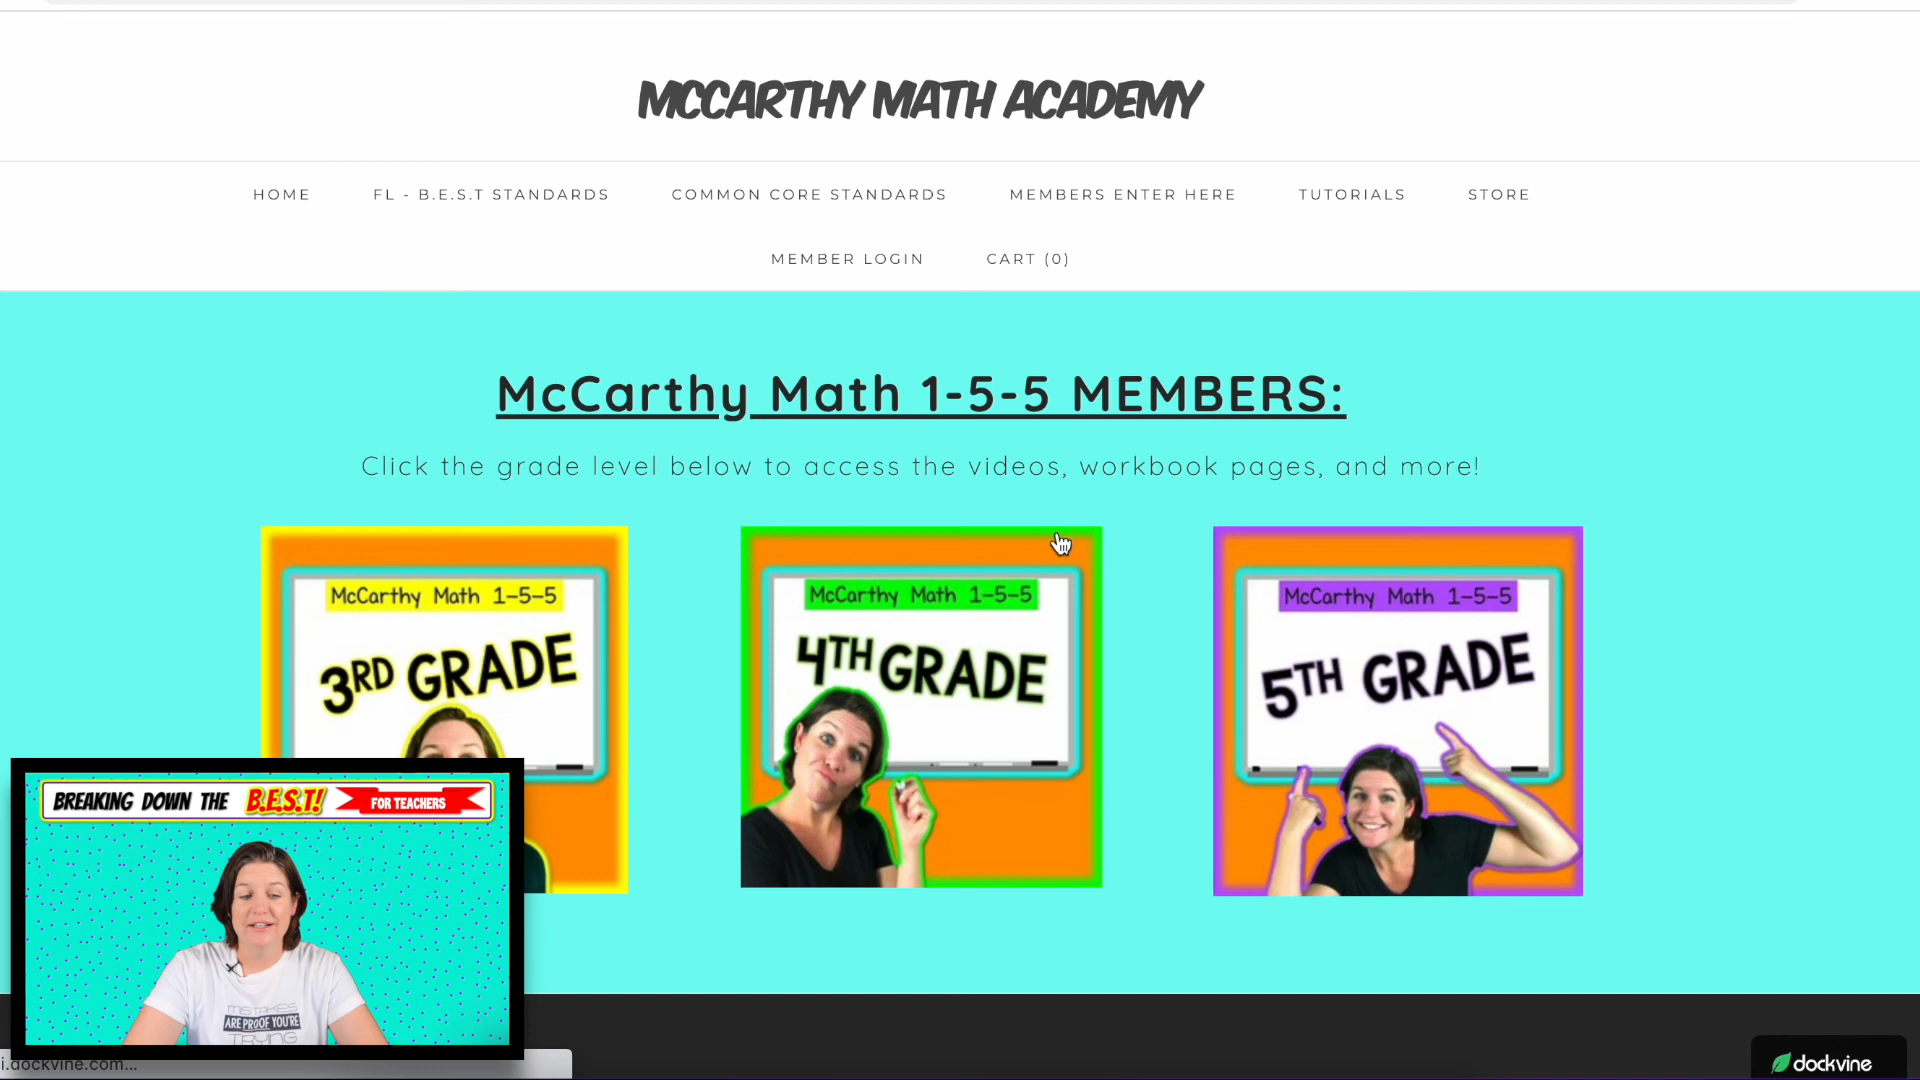 MCCARTHY MATH ACADEMY
HOME FL - B.E.S.T STANDARDS COMMON CORE STANDARDS MEMBERS ENTER HERE TUTORIALS STORE
MEMBER LOGIN CART (0)
McCarthy Math 1-5-5 MEMBERS:
Click the grade level below to access the videos, workbook pages, and more!
McCarthy Math 1-5-5
3RD GRADE
McCarthy Math 1-5-5
4TH GRADE
McCarthy Math 1-5-5
5TH GRADE
BREAKING DOWN THE B.E.S.T! FOR TEACHERS
MISTAKES
ARE PROOF YOU'RE
TRYING
i.dockvine.com...
dockvine